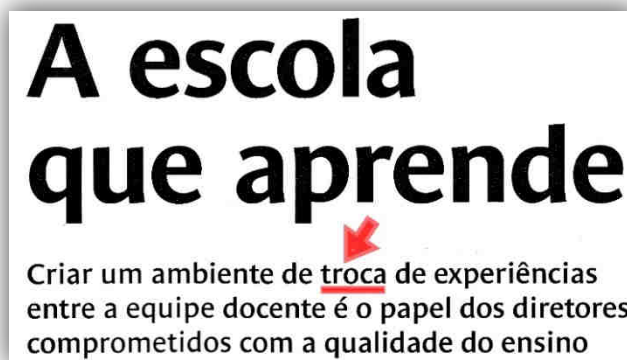 A escola
que aprende
Criar um ambiente de troca de experiências
entre a equipe docente é o papel dos diretores
comprometidos com a qualidade do ensino